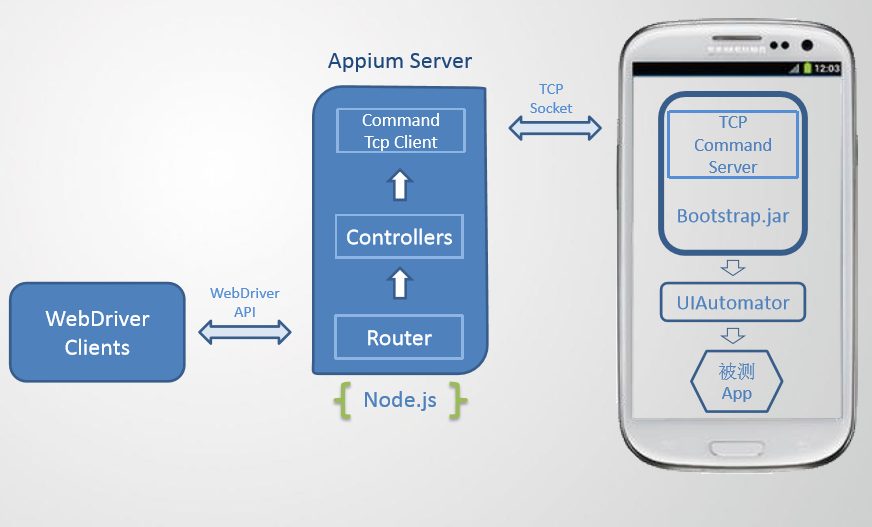 Appium Server
Command
Tcp Client
Controllers
Router
Node.js
WebDriver
Clients
WebDriver
API
TCP
Socket
12:03
TCP
Command
Server
Bootstrap.jar
UIAutomator
被测
App